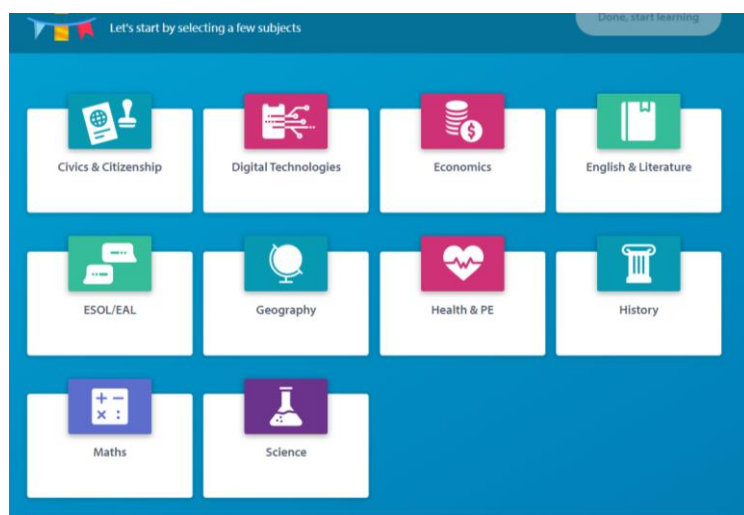 Let's start by selecting a few subjects
Done, start learning
Civics & Citizenship
Digital Technologies
Economics
English & Literature
ESOL/EAL
Geography
Health & PE
History
Maths
Science